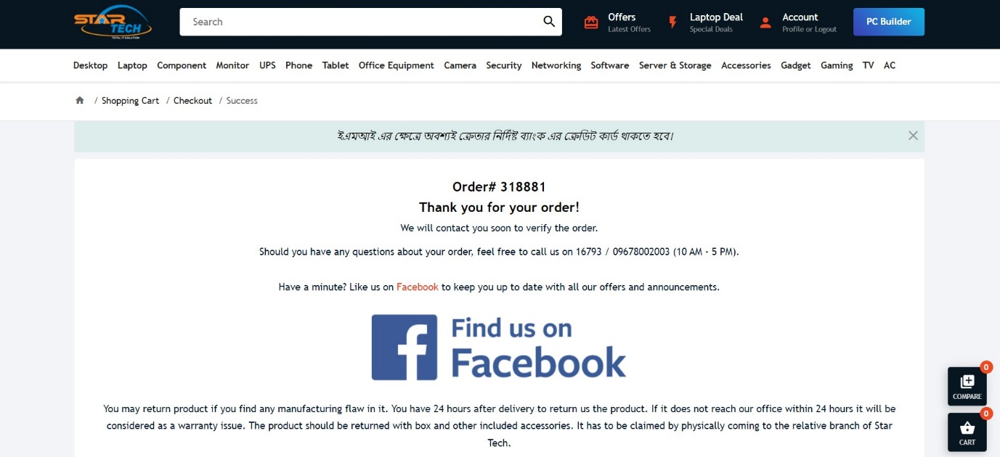 STAR TECH
TOTAL IT SOLUTION
Search
Offers
Latest Offers
Laptop Deal
Special Deals
Account
Profile or Logout
PC Builder
Desktop Laptop Component Monitor UPS Phone Tablet Office Equipment Camera Security Networking Software Server & Storage Accessories Gadget Gaming TV AC
/ Shopping Cart / Checkout / Success
ইএমআই এর ক্ষেত্রে অবশ্যই ক্রেতার নির্দিষ্ট ব্যাংক এর ক্রেডিট কার্ড থাকতে হবে।
Order# 318881
Thank you for your order!
We will contact you soon to verify the order.
Should you have any questions about your order, feel free to call us on 16793 / 09678002003 (10 AM - 5 PM).
Have a minute? Like us on Facebook to keep you up to date with all our offers and announcements.
f
Find us on
Facebook
You may return product if you find any manufacturing flaw in it. You have 24 hours after delivery to return us the product. If it does not reach our office within 24 hours it will be
considered as a warranty issue. The product should be returned with box and other included accessories. It has to be claimed by physically coming to the relative branch of Star
Tech.
0
COMPARE
0
CART